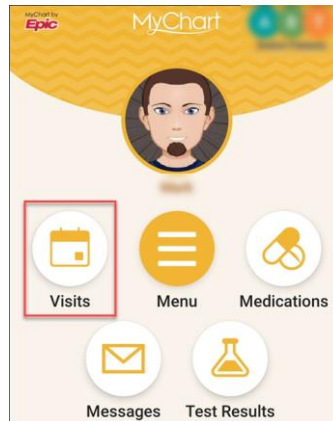 MyChart by
Epic
MyChart
Visits
Menu
Medications
Messages
Test Results